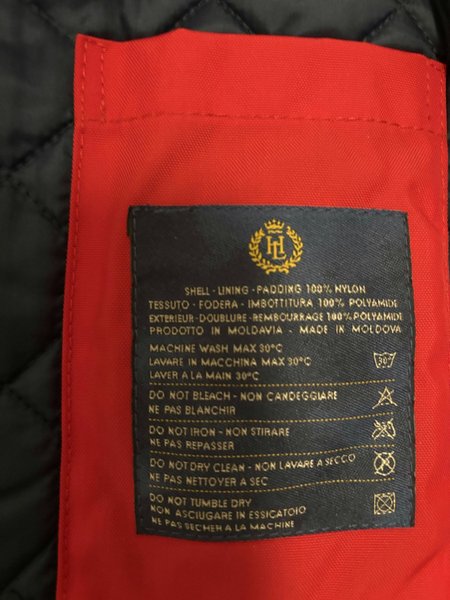 HL
SHELL · LINING · PADDING 100% NYLON
TESSUTO · FODERA · IMBOTTITURA 100% POLYAMIDE
EXTERIEUR · DOUBLURE · REMBOURRAGE 100% POLYAMIDE
PRODOTTO IN MOLDAVIA · MADE IN MOLDOVA
MACHINE WASH MAX 30°C
LAVARE IN MACCHINA MAX 30°C
LAVER A LA MAIN 30°C
30°
DO NOT BLEACH - NON CANDEGGIARE
NE PAS BLANCHIR
DO NOT IRON - NON STIRARE
NE PAS REPASSER
DO NOT DRY CLEAN - NON LAVARE A SECCO
NE PAS NETTOYER A SEC
DO NOT TUMBLE DRY
NON ASCIUGARE IN ESSICATOIO
NE PAS SECHER A LA MACHINE